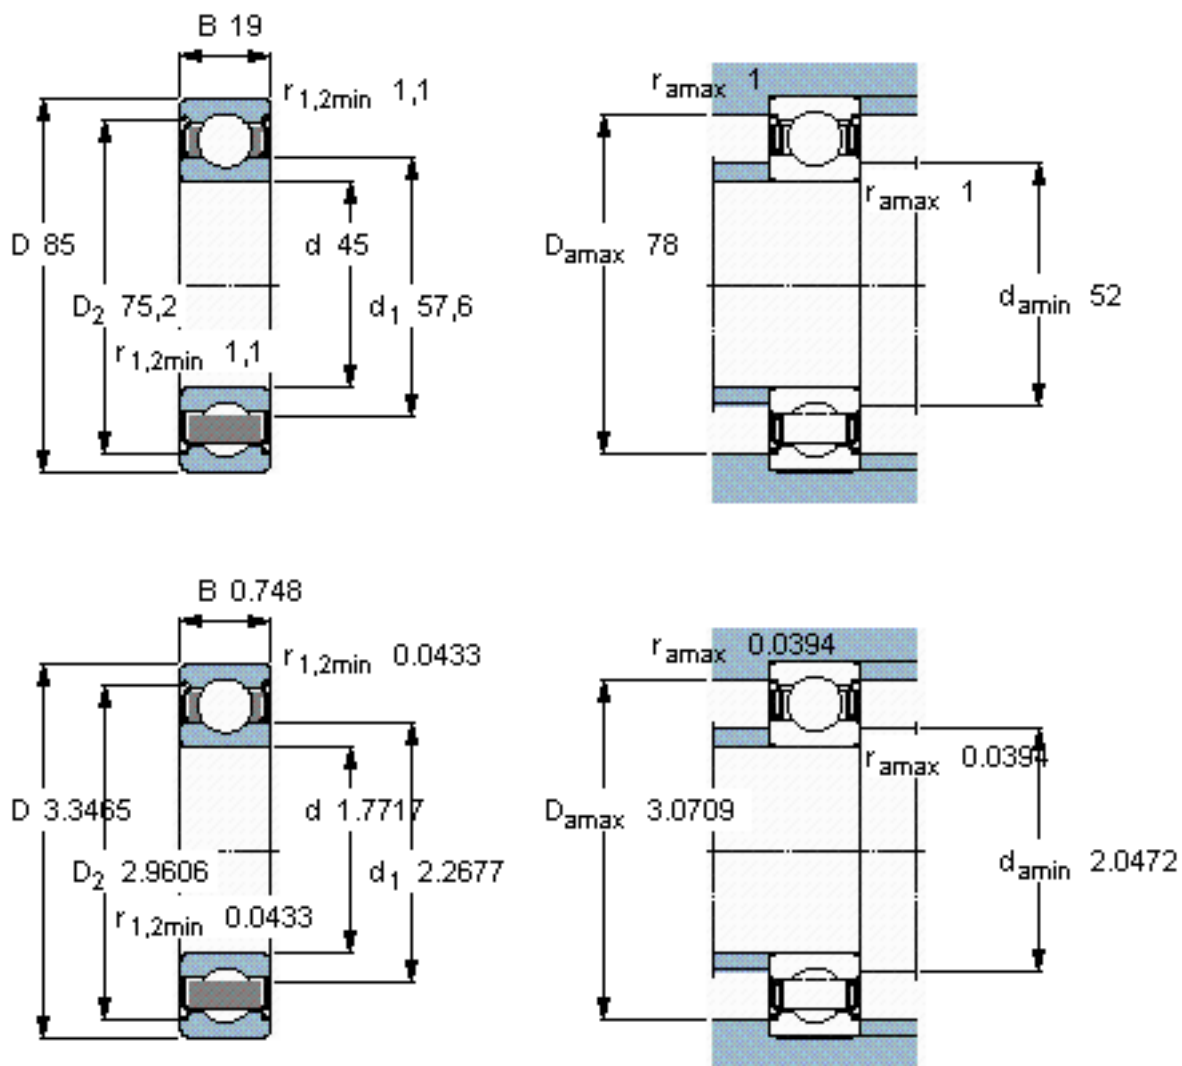 B 19
r1,2min 1,1
ramax 1
ramax 1
D 85
d 45
Damax 78
D2 75,2
d1 57,6
damin 52
r1,2min 1,1
B 0.748
r1,2min 0.0433
ramax 0.0394
ramax 0.0394
D 3.3465
d 1.7717
Damax 3.0709
D2 2.9606
d1 2.2677
damin 2.0472
r1,2min 0.0433